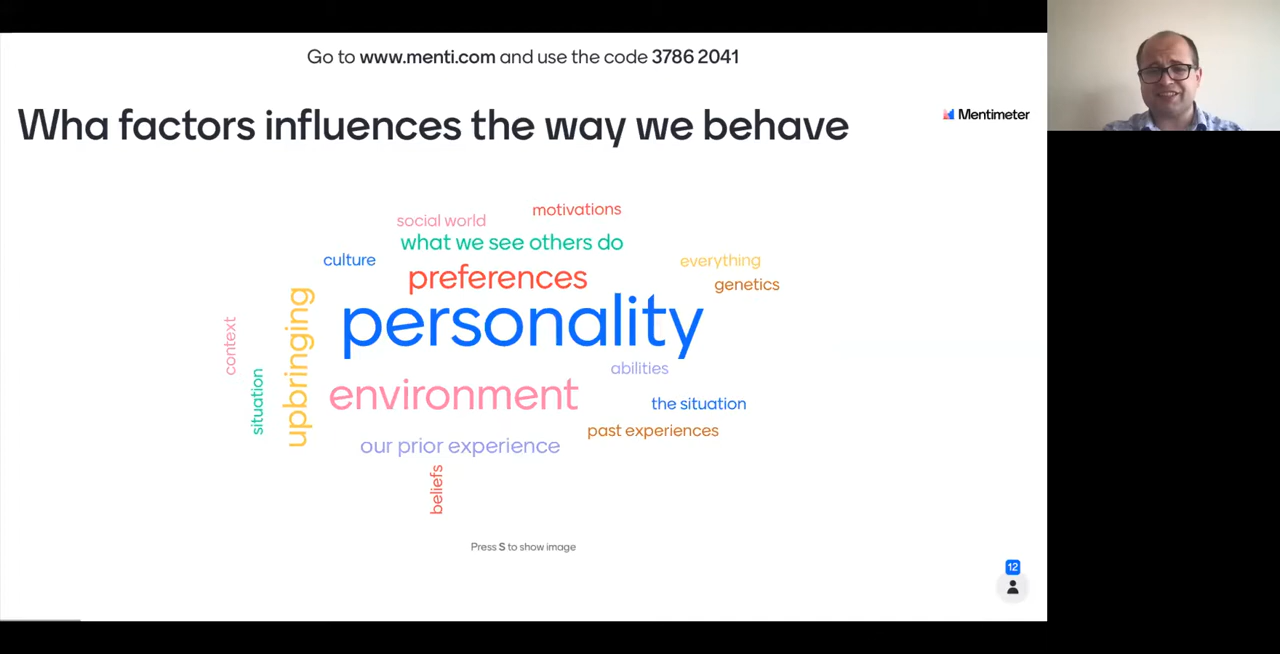 Go to www.menti.com and use the code 3786 2041
Wha factors influences the way we behave
Mentimeter
motivations
social world
what we see others do
culture
everything
preferences
genetics
personality
upbringing
context
abilities
environment
situation
the situation
past experiences
our prior experience
beliefs
Press S to show image
12